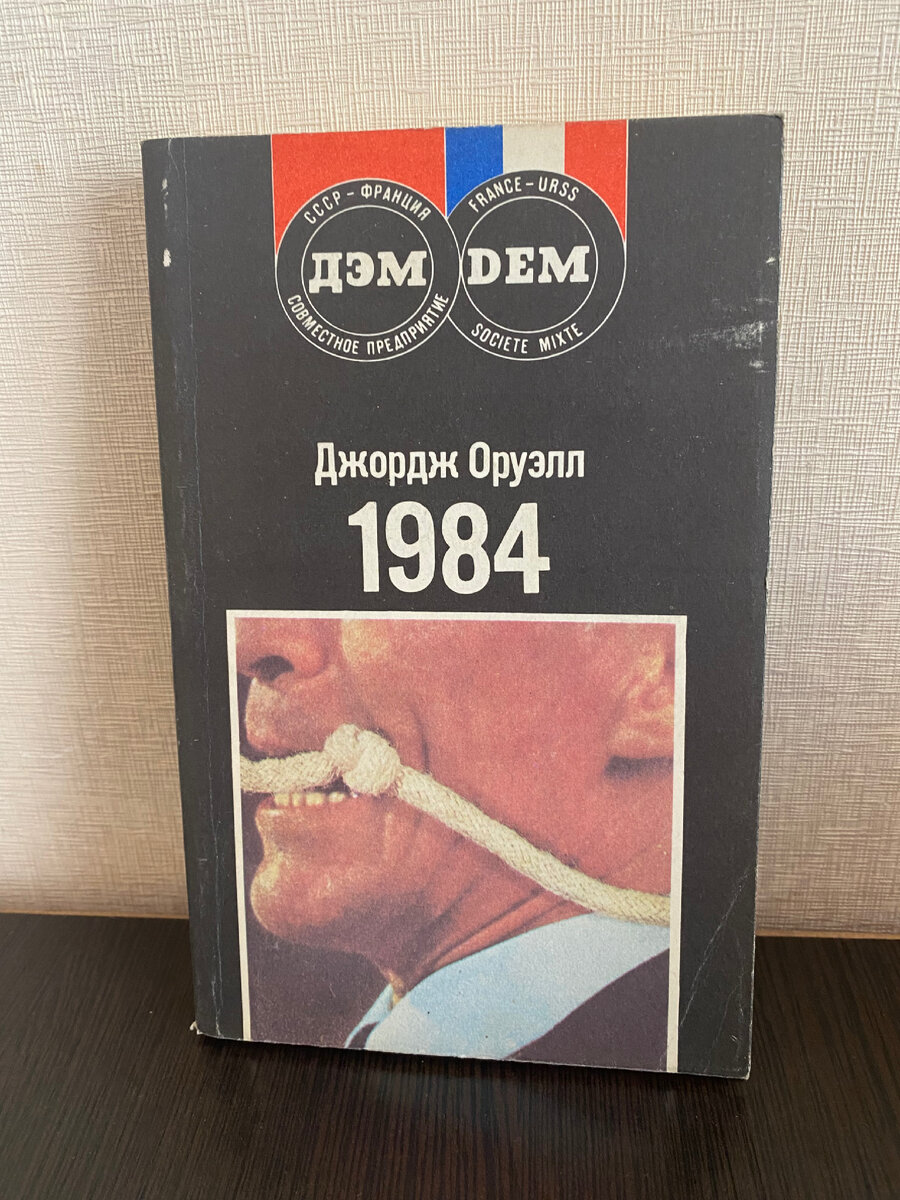 СССР – ФРАНЦИЯ
ДЭМ
СОВМЕСТНОЕ ПРЕДПРИЯТИЕ
FRANCE – URSS
DEM
SOCIETE MIXTE
Джордж Оруэлл
1984